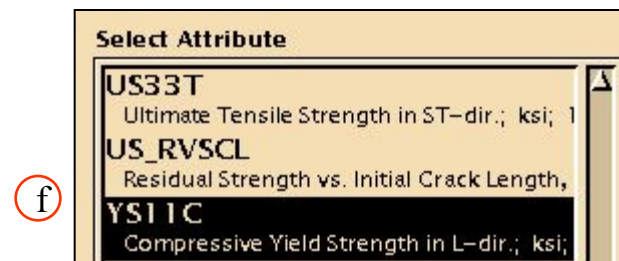 Select Attribute
US33T
Ultimate Tensile Strength in ST-dir.; ksi; 1
US_RVSCL
Residual Strength vs. Initial Crack Length,
f
YS11C
Compressive Yield Strength in L-dir.; ksi;